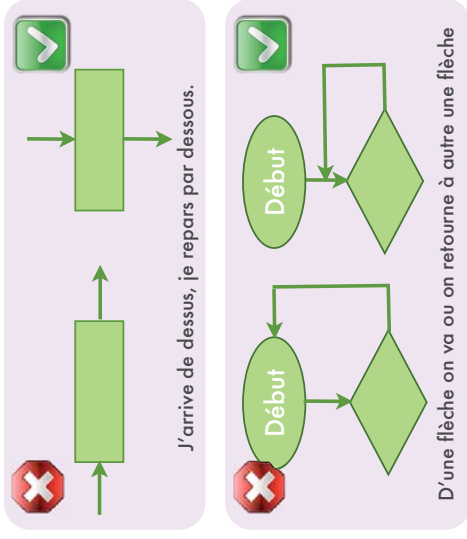 J'arrive de dessus, je repars par dessous.
Début
Début
D'une flèche on va ou on retourne à autre une flèche